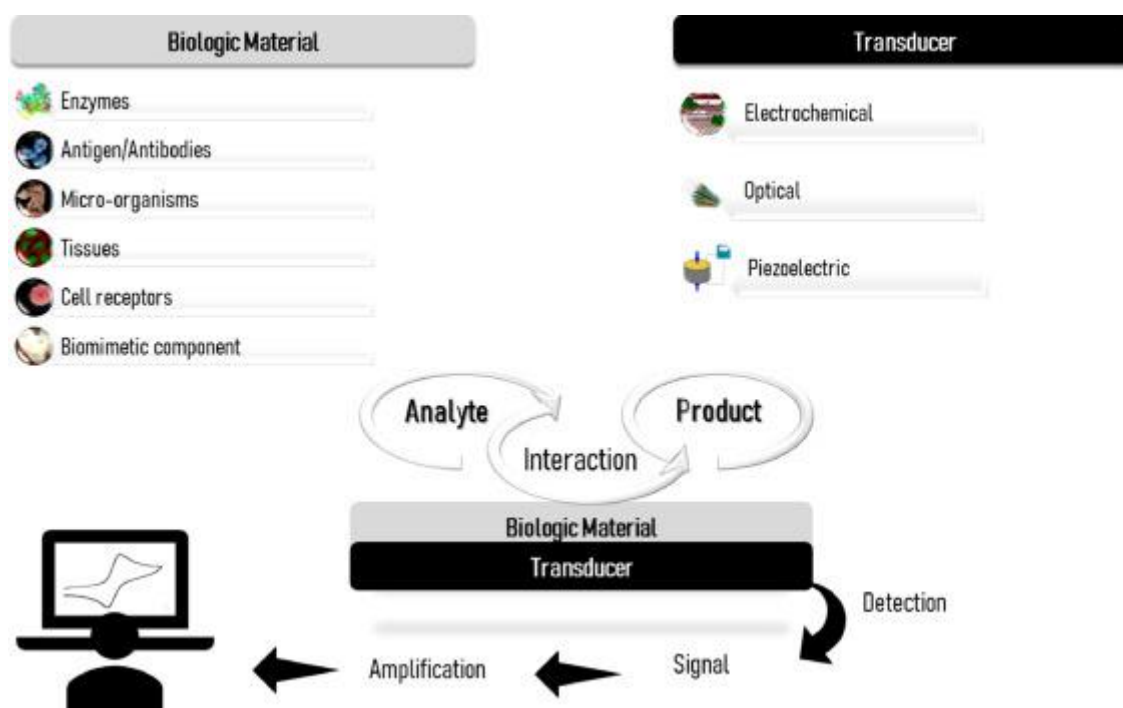 Biologic Material
Enzymes
Antigen/Antibodies
Micro-organisms
Tissues
Cell receptors
Biomimetic component
Transducer
Electrochemical
Optical
Piezoelectric
Analyte
Interaction
Product
Biologic Material
Transducer
Detection
Signal
Amplification